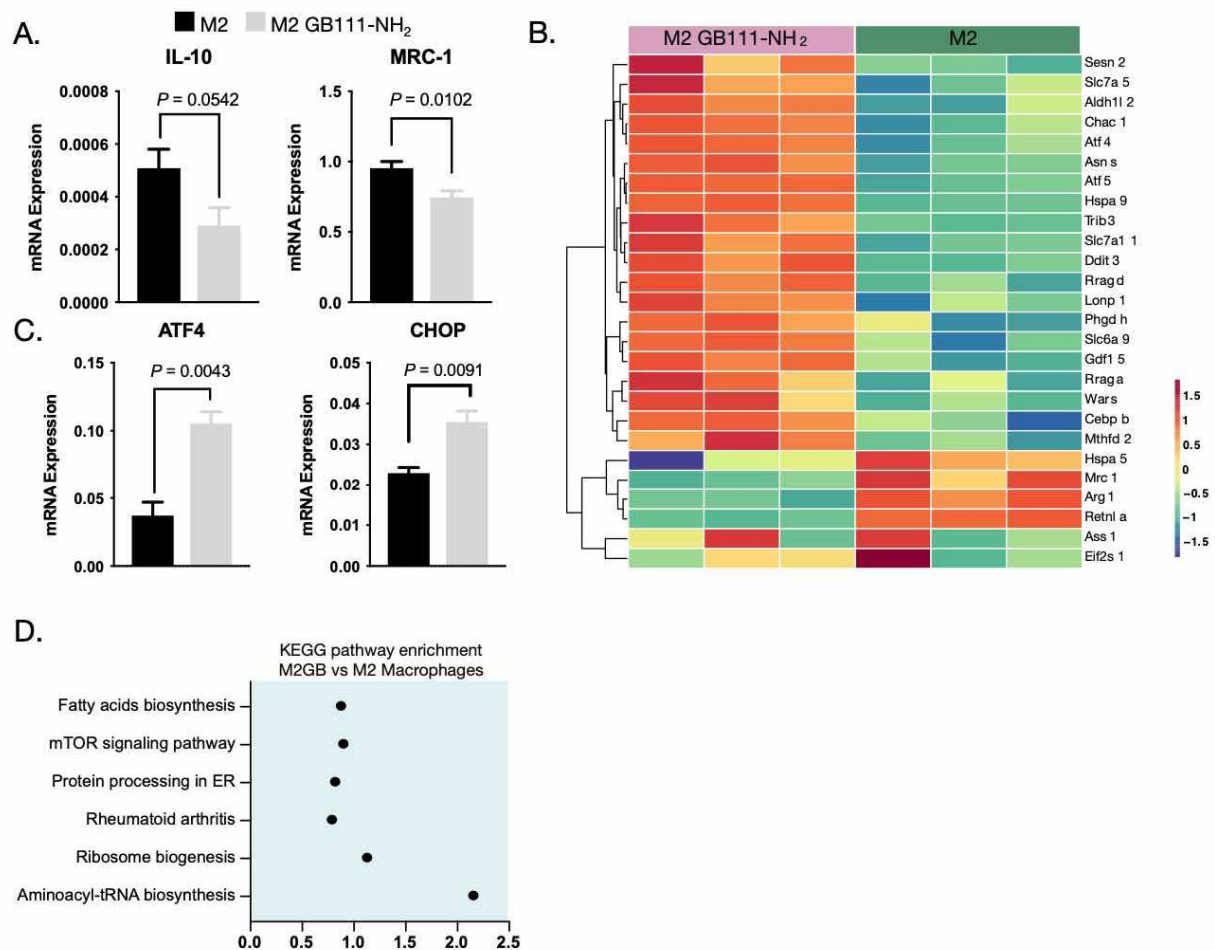 A.
M2 M2 GB111-NH₂
IL-10
mRNA Expression
0.0008
0.0006
0.0004
0.0002
0.0000
P = 0.0542
MRC-1
mRNA Expression
1.5
1.0
0.5
0.0
P = 0.0102
B.
M2 GB111-NH₂ M2
Sesn 2
Slc7a 5
Aldh1l 2
Chac 1
Atf 4
Asn s
Atf 5
Hspa 9
Trib 3
Slc7a1 1
Ddit 3
Rrag d
Lonp 1
Phgd h
Slc6a 9
Gdf1 5
Rrag a
Wars
Cebp b
Mthfd 2
Hspa 5
Mrc 1
Arg 1
Retnl a
Ass 1
Eif2s 1
1.5
1
0.5
0
−0.5
−1
−1.5
C.
ATF4
mRNA Expression
0.15
0.10
0.05
0.00
P = 0.0043
CHOP
mRNA Expression
0.05
0.04
0.03
0.02
0.01
0.00
P = 0.0091
D.
KEGG pathway enrichment
M2GB vs M2 Macrophages
Fatty acids biosynthesis
mTOR signaling pathway
Protein processing in ER
Rheumatoid arthritis
Ribosome biogenesis
Aminoacyl-tRNA biosynthesis
0.0 0.5 1.0 1.5 2.0 2.5